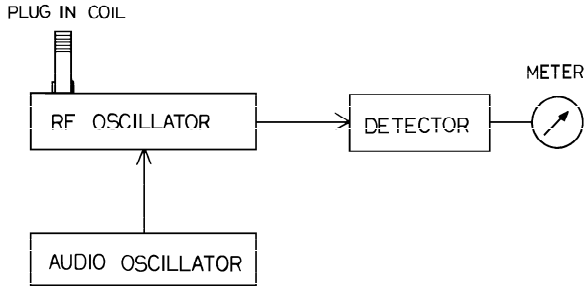 PLUG IN COIL
METER
RF OSCILLATOR
DETECTOR
AUDIO OSCILLATOR